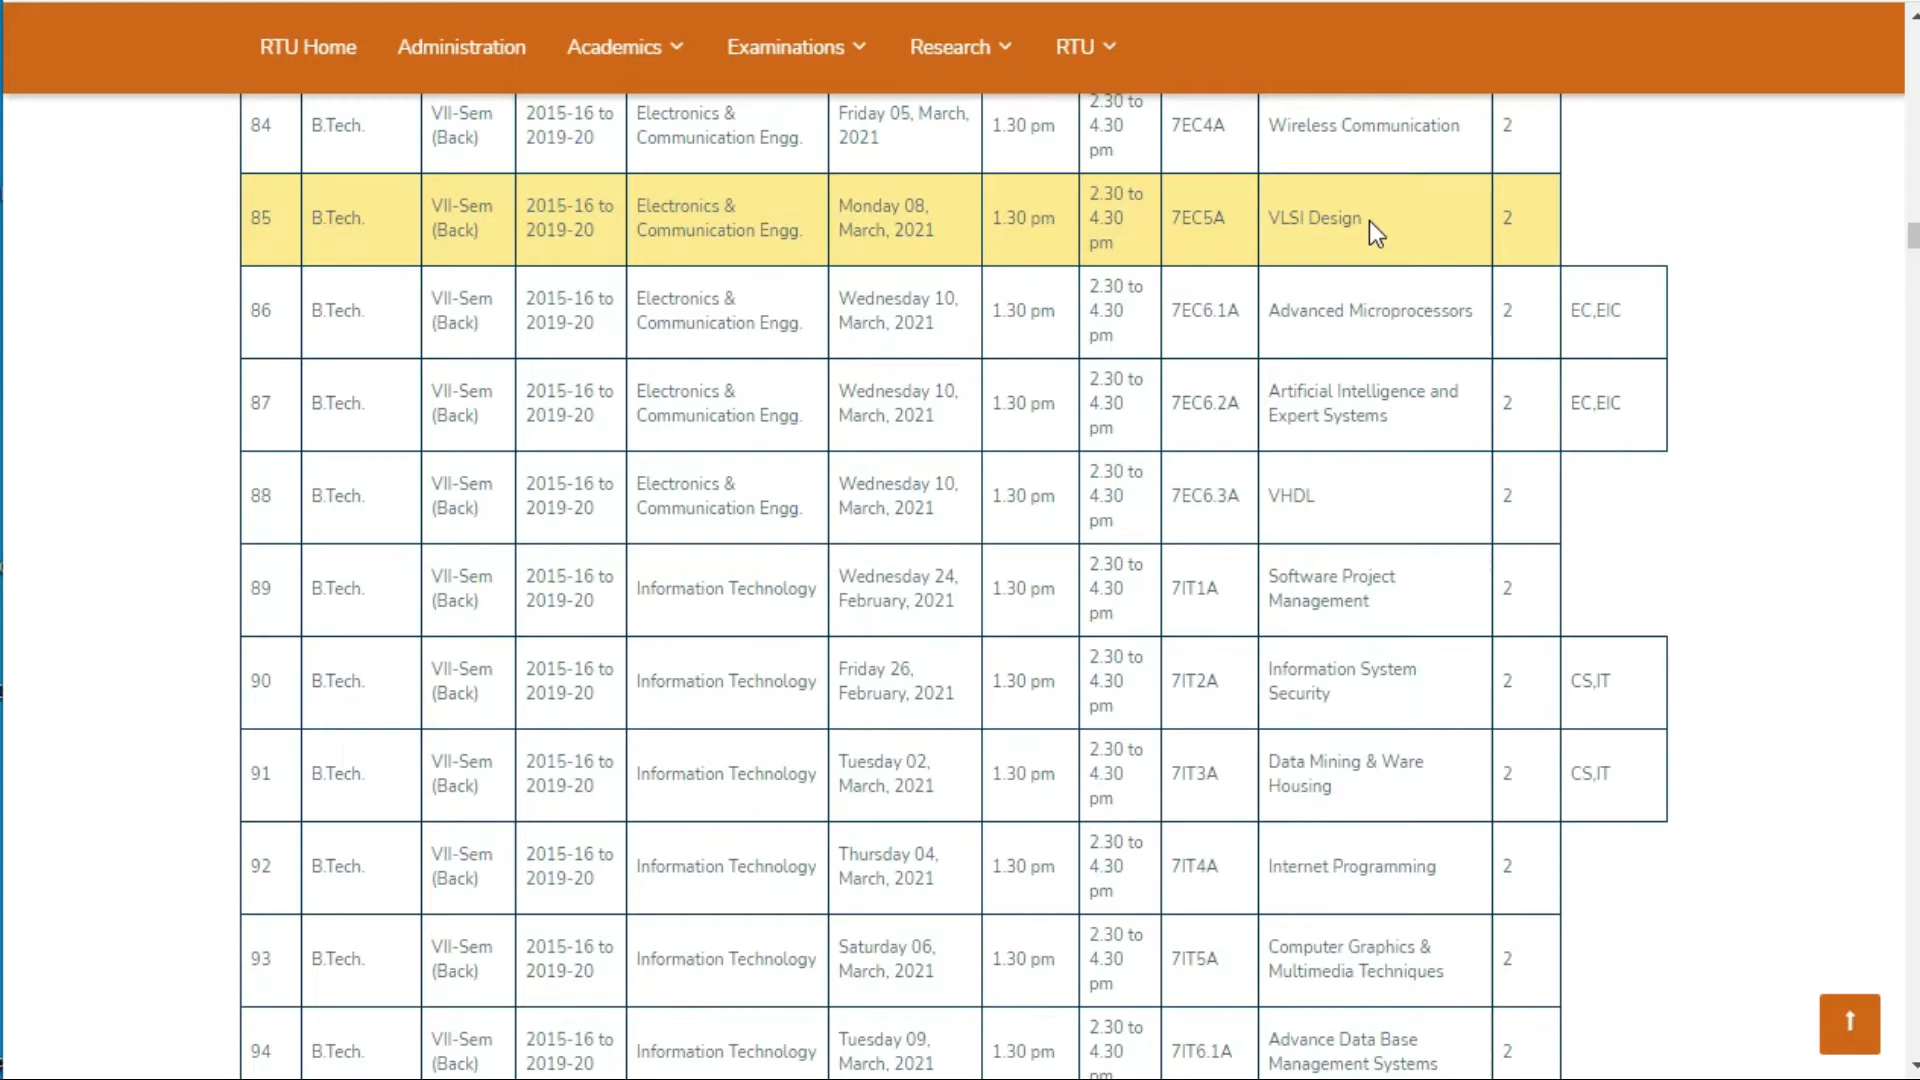 RTU Home Administration Academics Examinations Research RTU
84 B.Tech. VII-Sem (Back) 2015-16 to 2019-20 Electronics & Communication Engg. Friday 05, March, 2021 1.30 pm 2.30 to 4.30 pm 7EC4A Wireless Communication 2
85 B.Tech. VII-Sem (Back) 2015-16 to 2019-20 Electronics & Communication Engg. Monday 08, March, 2021 1.30 pm 2.30 to 4.30 pm 7EC5A VLSI Design 2
86 B.Tech. VII-Sem (Back) 2015-16 to 2019-20 Electronics & Communication Engg. Wednesday 10, March, 2021 1.30 pm 2.30 to 4.30 pm 7EC6.1A Advanced Microprocessors 2 EC,EIC
87 B.Tech. VII-Sem (Back) 2015-16 to 2019-20 Electronics & Communication Engg. Wednesday 10, March, 2021 1.30 pm 2.30 to 4.30 pm 7EC6.2A Artificial Intelligence and Expert Systems 2 EC,EIC
88 B.Tech. VII-Sem (Back) 2015-16 to 2019-20 Electronics & Communication Engg. Wednesday 10, March, 2021 1.30 pm 2.30 to 4.30 pm 7EC6.3A VHDL 2
89 B.Tech. VII-Sem (Back) 2015-16 to 2019-20 Information Technology Wednesday 24, February, 2021 1.30 pm 2.30 to 4.30 pm 7IT1A Software Project Management 2
90 B.Tech. VII-Sem (Back) 2015-16 to 2019-20 Information Technology Friday 26, February, 2021 1.30 pm 2.30 to 4.30 pm 7IT2A Information System Security 2 CS,IT
91 B.Tech. VII-Sem (Back) 2015-16 to 2019-20 Information Technology Tuesday 02, March, 2021 1.30 pm 2.30 to 4.30 pm 7IT3A Data Mining & Ware Housing 2 CS,IT
92 B.Tech. VII-Sem (Back) 2015-16 to 2019-20 Information Technology Thursday 04, March, 2021 1.30 pm 2.30 to 4.30 pm 7IT4A Internet Programming 2
93 B.Tech. VII-Sem (Back) 2015-16 to 2019-20 Information Technology Saturday 06, March, 2021 1.30 pm 2.30 to 4.30 pm 7IT5A Computer Graphics & Multimedia Techniques 2
94 B.Tech. VII-Sem (Back) 2015-16 to 2019-20 Information Technology Tuesday 09, March, 2021 1.30 pm 2.30 to 4.30 pm 7IT6.1A Advance Data Base Management Systems 2